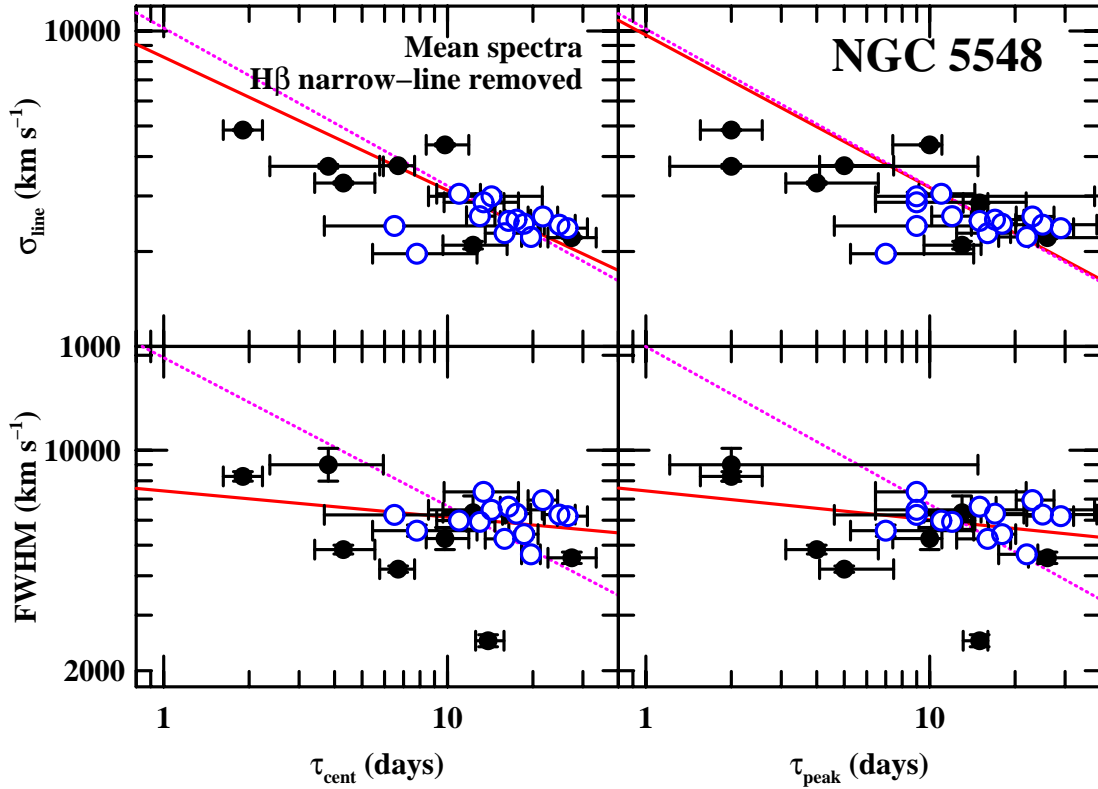 10000
Mean spectra
Hβ narrow−line removed
NGC 5548
σline (km s−1)
1000
10000
FWHM (km s−1)
2000
1
10
1
10
τcent (days)
τpeak (days)